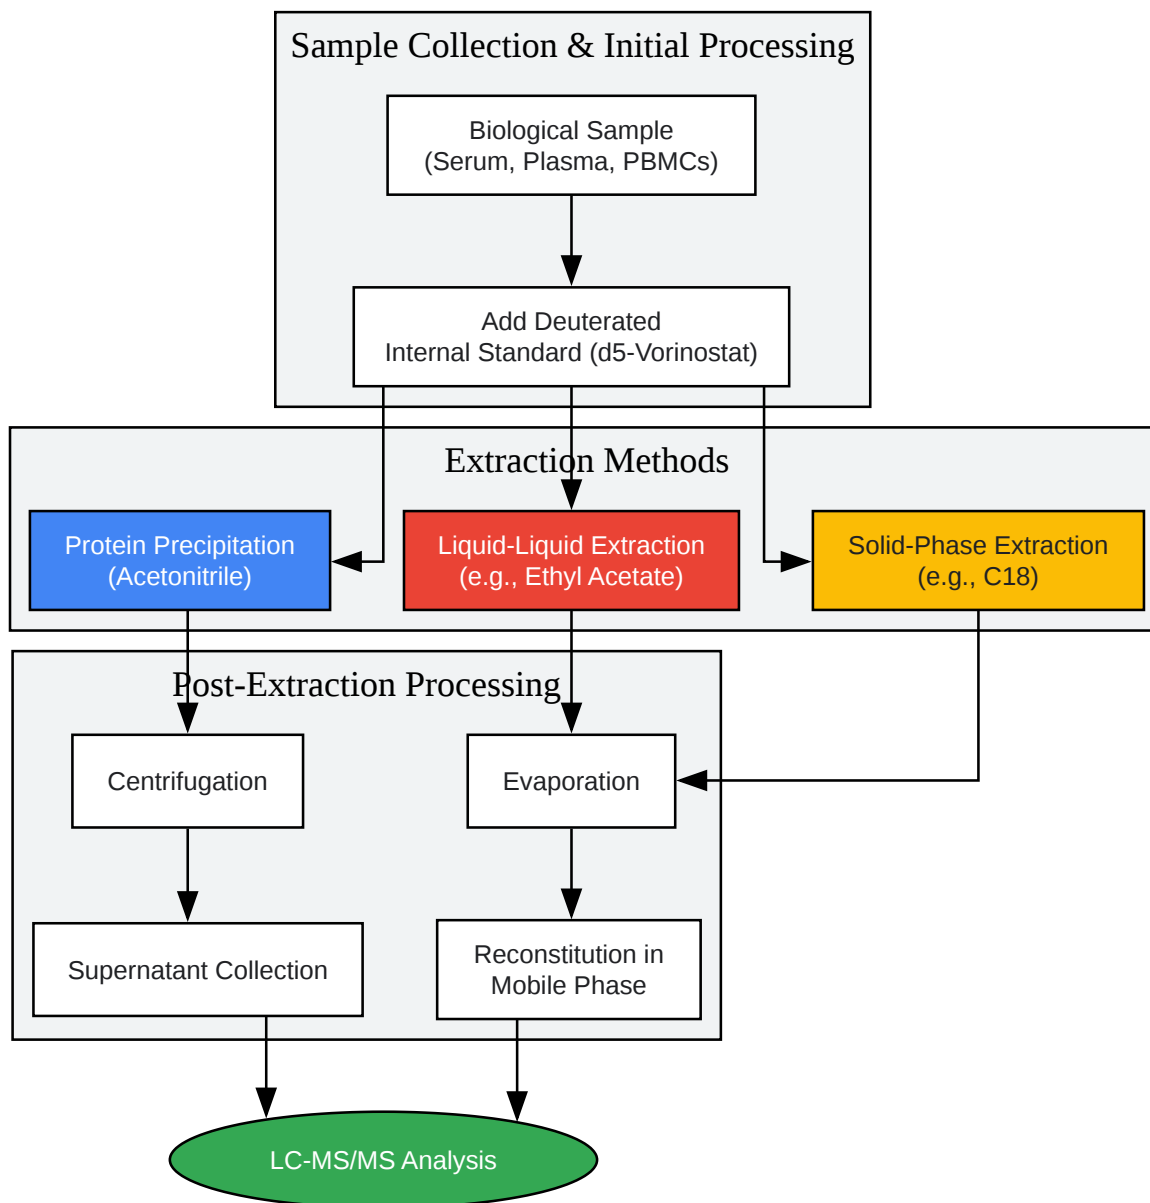 Sample Collection & Initial Processing
Biological Sample
(Serum, Plasma, PBMCs)
Add Deuterated
Internal Standard (d5-Vorinostat)
Extraction Methods
Protein Precipitation
(Acetonitrile)
Liquid-Liquid Extraction
(e.g., Ethyl Acetate)
Solid-Phase Extraction
(e.g., C18)
Post-Extraction Processing
Centrifugation
Evaporation
Supernatant Collection
Reconstitution in
Mobile Phase
LC-MS/MS Analysis